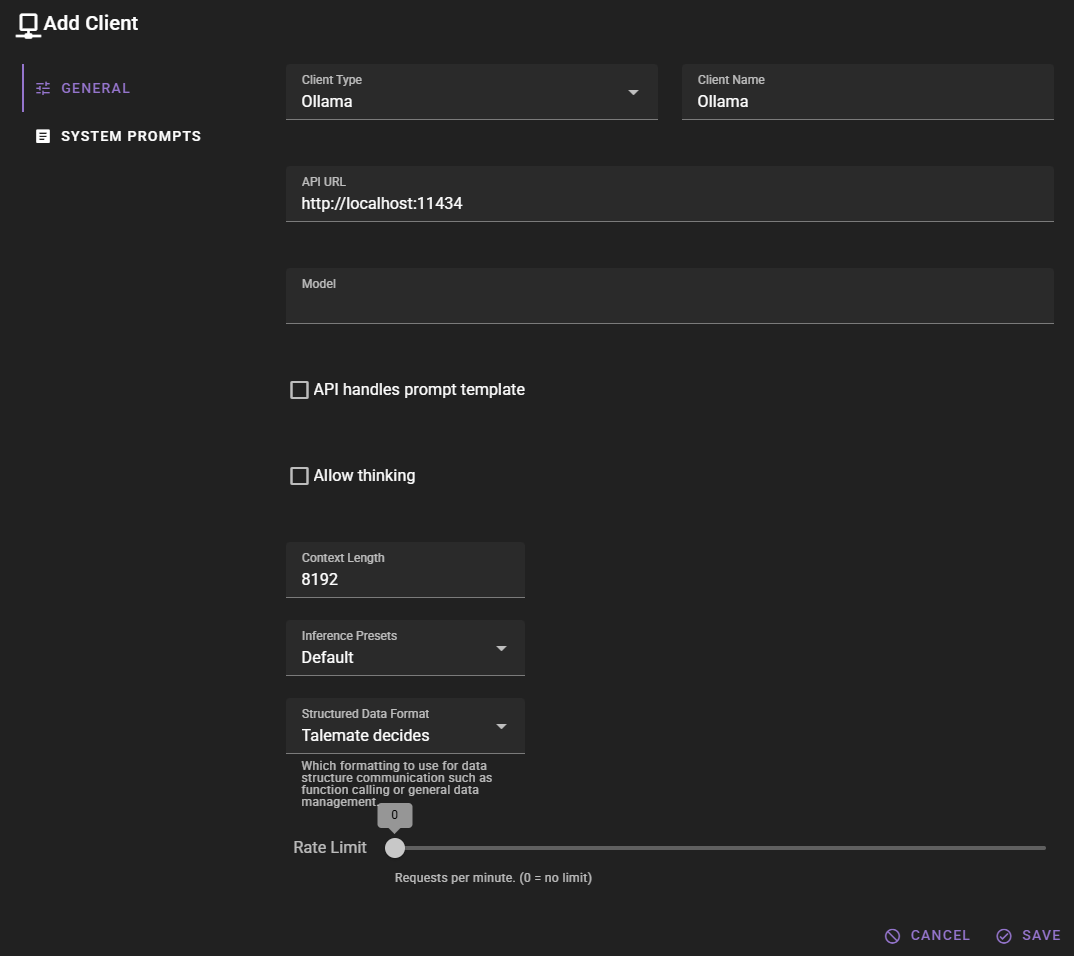 Add Client
GENERAL
SYSTEM PROMPTS
Client Type
Ollama
Client Name
Ollama
API URL
http://localhost:11434
Model
API handles prompt template
Allow thinking
Context Length
8192
Inference Presets
Default
Structured Data Format
Talemate decides
Which formatting to use for data
structure communication such as
function calling or general data
management.
0
Rate Limit
Requests per minute. (0 = no limit)
CANCEL
SAVE